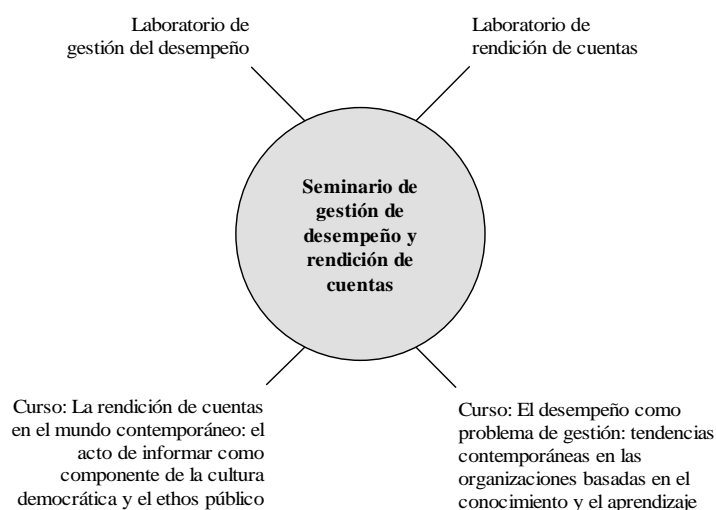 Laboratorio de
gestión del desempeño
Laboratorio de
rendición de cuentas
Seminario de
gestión de
desempeño y
rendición de
cuentas
Curso: La rendición de cuentas
en el mundo contemporáneo: el
acto de informar como
componente de la cultura
democrática y el ethos público
Curso: El desempeño como
problema de gestión: tendencias
contemporáneas en las
organizaciones basadas en el
conocimiento y el aprendizaje